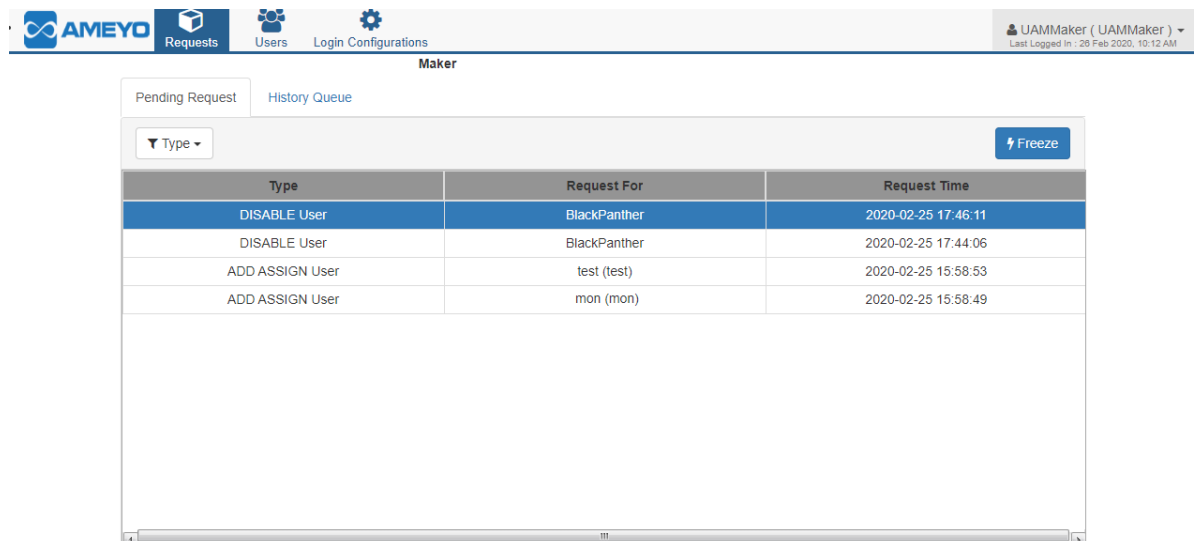 AMEYO
Requests
Users
Login Configurations
UAMMaker ( UAMMaker )
Last Logged In : 26 Feb 2020, 10:12 AM
Maker
Pending Request History Queue
Type
Freeze
Type Request For Request Time
DISABLE User BlackPanther 2020-02-25 17:46:11
DISABLE User BlackPanther 2020-02-25 17:44:06
ADD ASSIGN User test (test) 2020-02-25 15:58:53
ADD ASSIGN User mon (mon) 2020-02-25 15:58:49